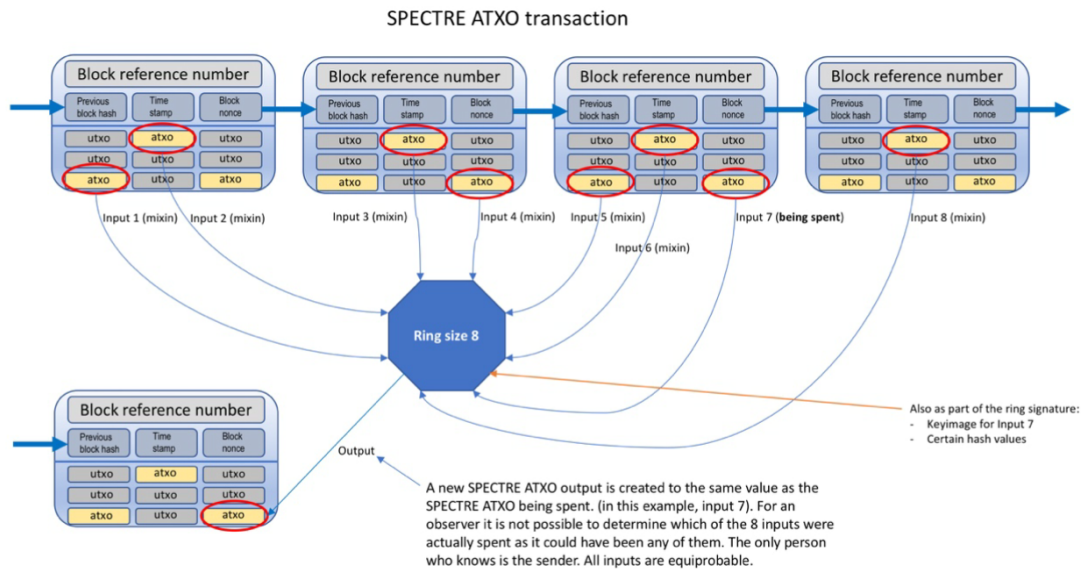 SPECTRE ATXO transaction
Block reference number
Previous block hash
Time stamp
Block nonce
utxo atxo utxo
utxo utxo utxo
atxo utxo atxo
Block reference number
Previous block hash
Time stamp
Block nonce
utxo atxo utxo
utxo utxo utxo
atxo utxo atxo
Block reference number
Previous block hash
Time stamp
Block nonce
utxo atxo utxo
utxo utxo utxo
atxo utxo atxo
Block reference number
Previous block hash
Time stamp
Block nonce
utxo atxo utxo
utxo utxo utxo
atxo utxo atxo
Input 1 (mixin)
Input 2 (mixin)
Input 3 (mixin)
Input 4 (mixin)
Input 5 (mixin)
Input 6 (mixin)
Input 7 (being spent)
Input 8 (mixin)
Ring size 8
Block reference number
Previous block hash
Time stamp
Block nonce
utxo atxo utxo
utxo utxo utxo
atxo utxo atxo
Output
Also as part of the ring signature:
- Keyimage for Input 7
- Certain hash values
A new SPECTRE ATXO output is created to the same value as the
SPECTRE ATXO being spent. (in this example, input 7). For an
observer it is not possible to determine which of the 8 inputs were
actually spent as it could have been any of them. The only person
who knows is the sender. All inputs are equiprobable.